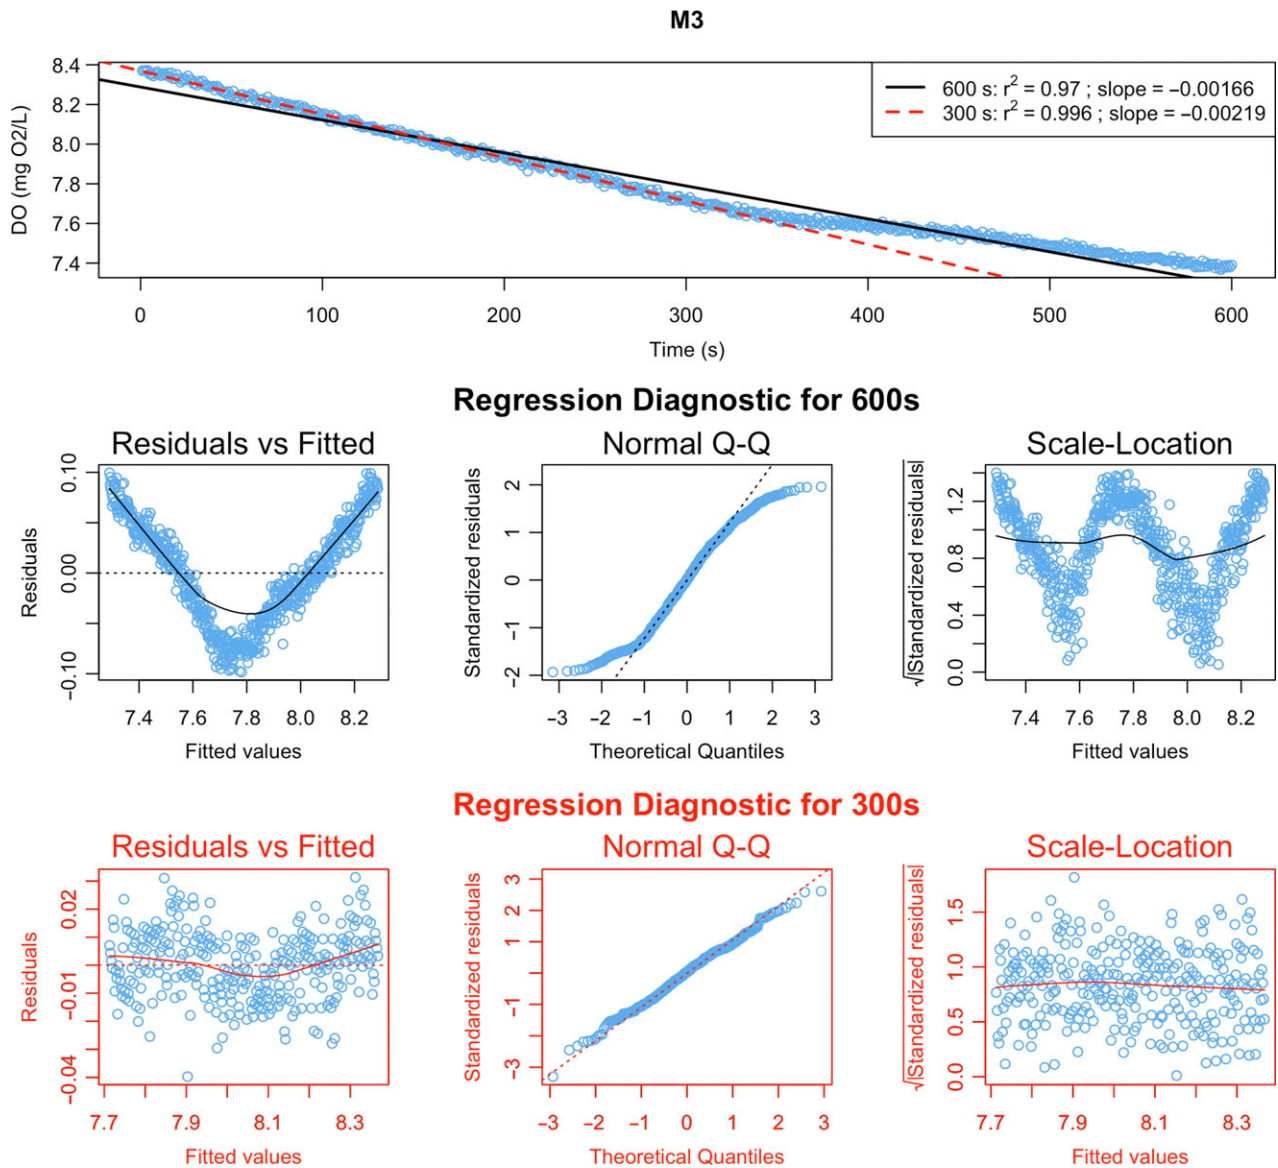 M3
DO (mg O2/L)
8.4
8.2
8.0
7.8
7.6
7.4
600 s: r² = 0.97 ; slope = −0.00166
300 s: r² = 0.996 ; slope = −0.00219
0 100 200 300 400 500 600
Time (s)
Regression Diagnostic for 600s
Residuals vs Fitted
Residuals
0.10
0.00
−0.10
7.4 7.6 7.8 8.0 8.2
Fitted values
Normal Q-Q
Standardized residuals
2
1
0
−1
−2
−3 −2 −1 0 1 2 3
Theoretical Quantiles
Scale-Location
√|Standardized residuals|
1.2
0.8
0.4
0.0
7.4 7.6 7.8 8.0 8.2
Fitted values
Regression Diagnostic for 300s
Residuals vs Fitted
Residuals
0.02
−0.01
−0.04
7.7 7.9 8.1 8.3
Fitted values
Normal Q-Q
Standardized residuals
3
2
1
−1
−3
−3 −2 −1 0 1 2 3
Theoretical Quantiles
Scale-Location
√|Standardized residuals|
1.5
1.0
0.5
0.0
7.7 7.9 8.1 8.3
Fitted values